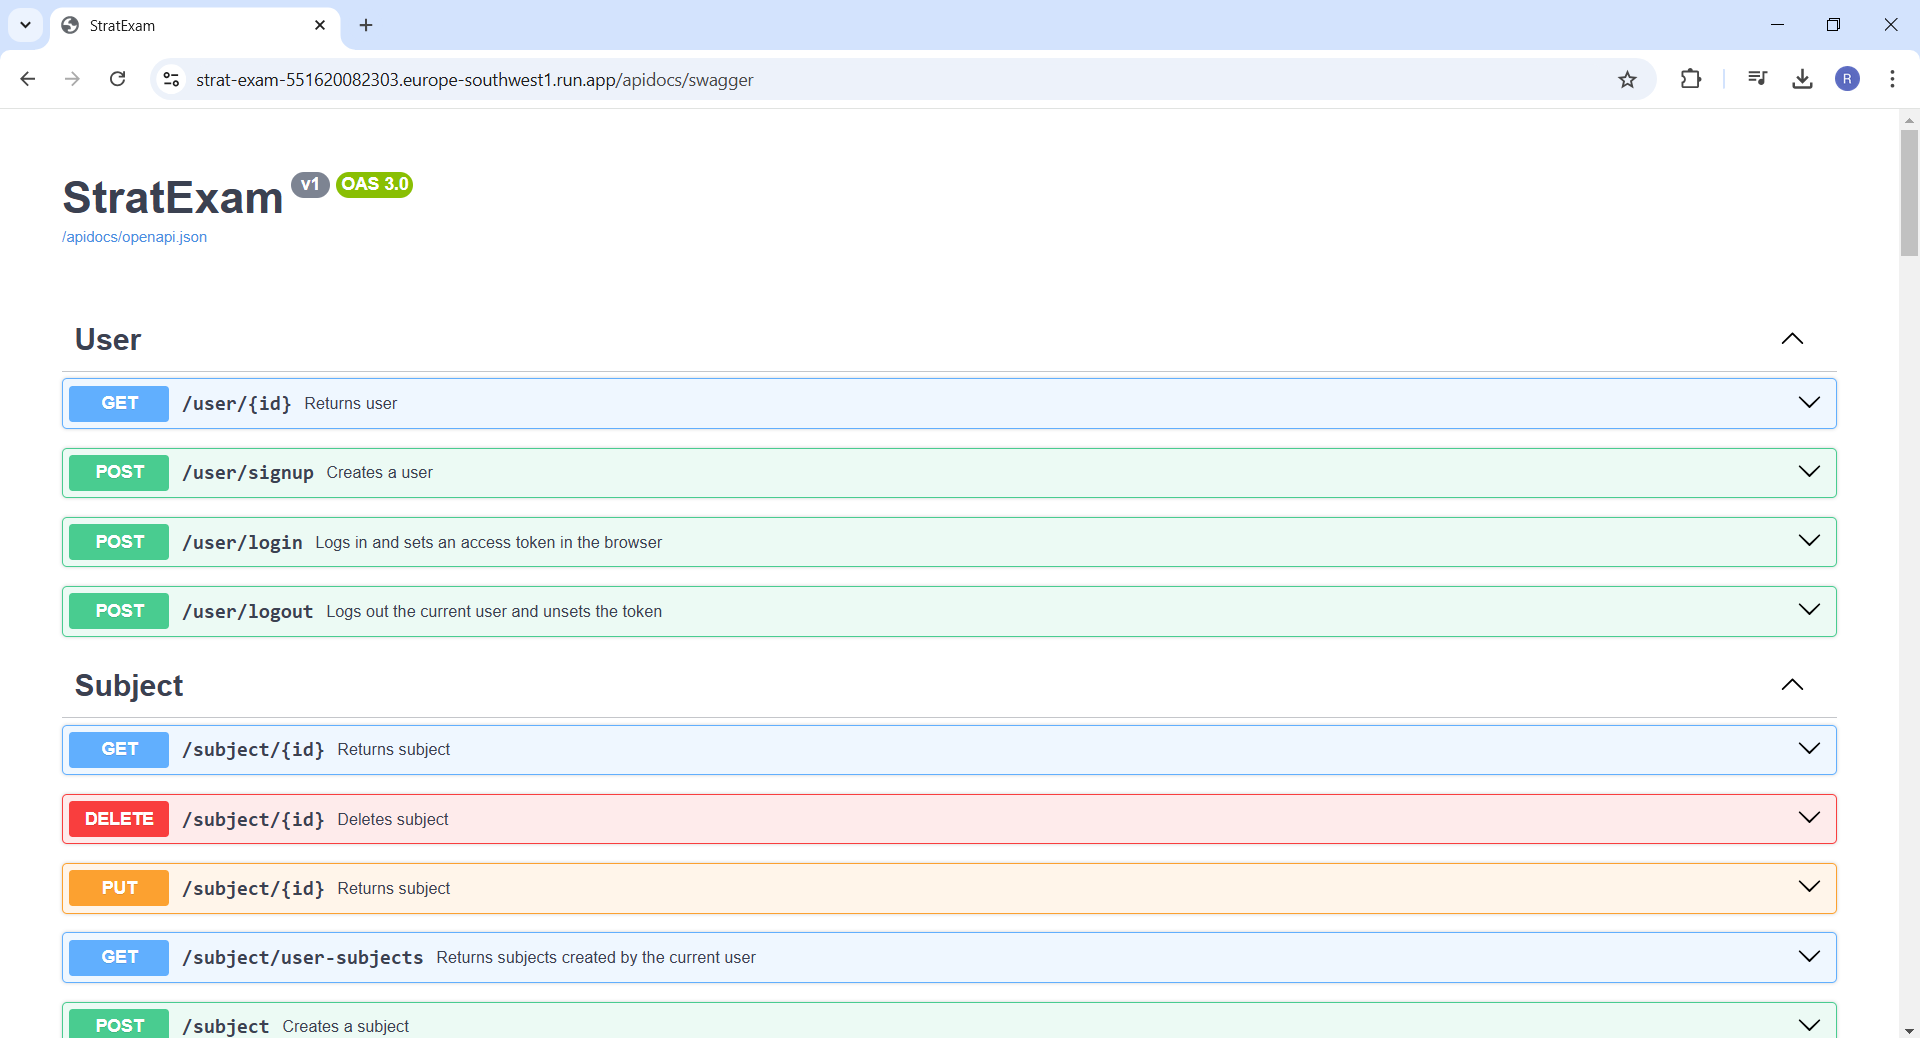 StratExam
strat-exam-551620082303.europe-southwest1.run.app/apidocs/swagger
R
StratExam v1 OAS 3.0
/apidocs/openapi.json
User
GET /user/{id} Returns user
POST /user/signup Creates a user
POST /user/login Logs in and sets an access token in the browser
POST /user/logout Logs out the current user and unsets the token
Subject
GET /subject/{id} Returns subject
DELETE /subject/{id} Deletes subject
PUT /subject/{id} Returns subject
GET /subject/user-subjects Returns subjects created by the current user
POST /subject Creates a subject